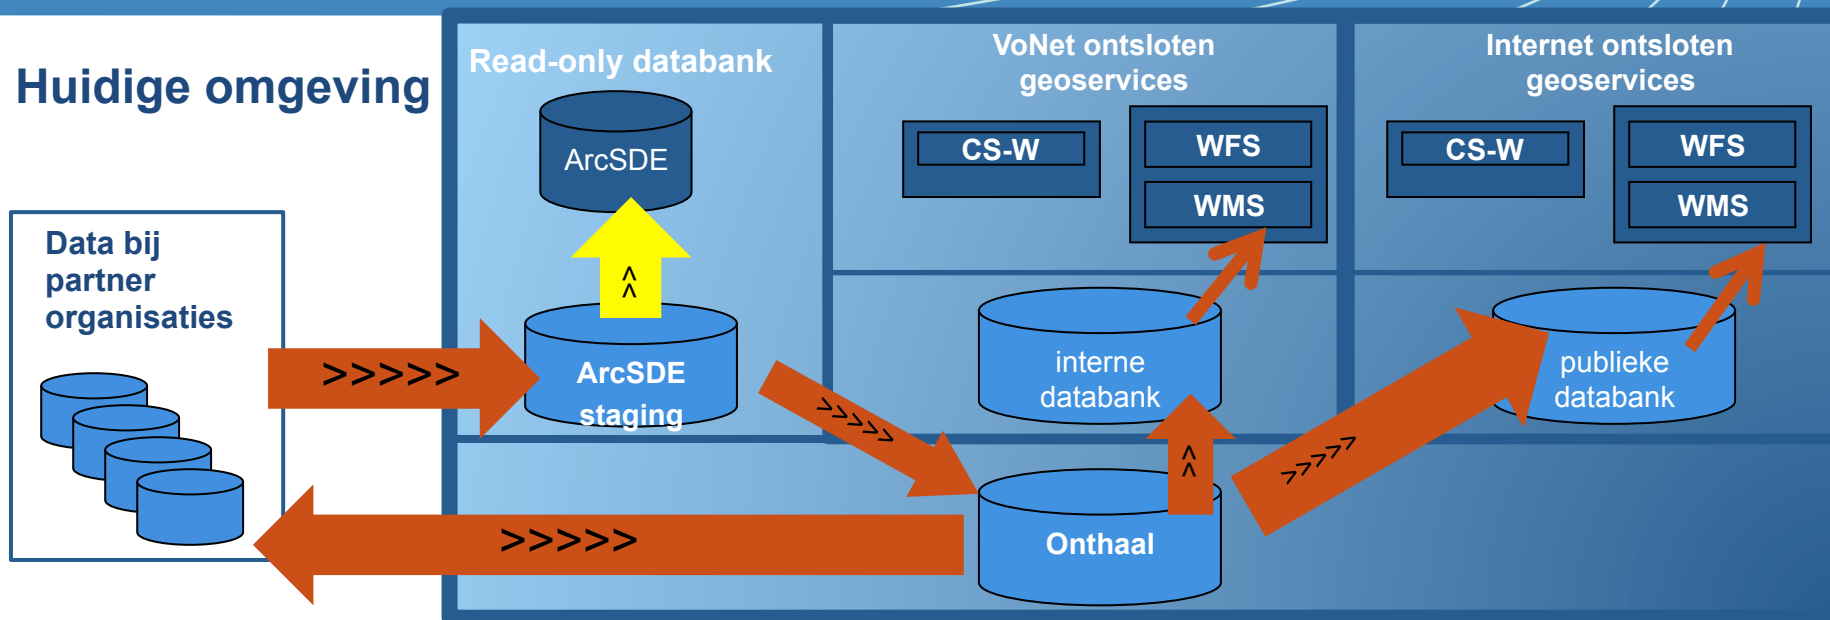 Huidige omgeving
Data bij
partner
organisaties
>>>>>
Read-only databank
ArcSDE
>>
ArcSDE
staging
>>>>>
VoNet ontsloten
geoservices
CS-W
WFS
WMS
interne
databank
>>
Internet ontsloten
geoservices
CS-W
WFS
WMS
publieke
databank
>>>>>
Onthaal
>>>>>